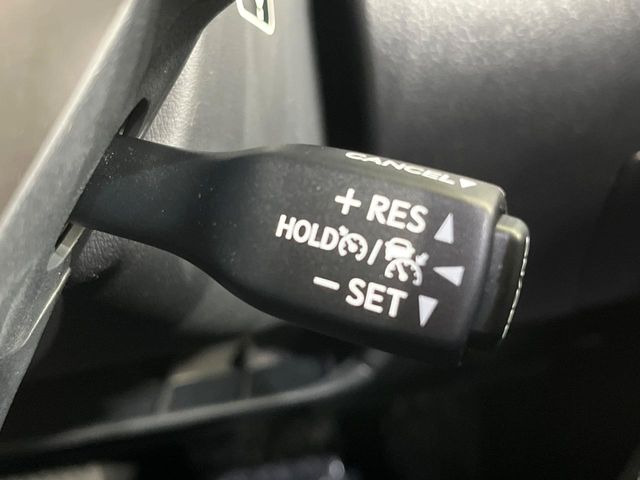 CANCEL
+ RES
HOLD /
− SET